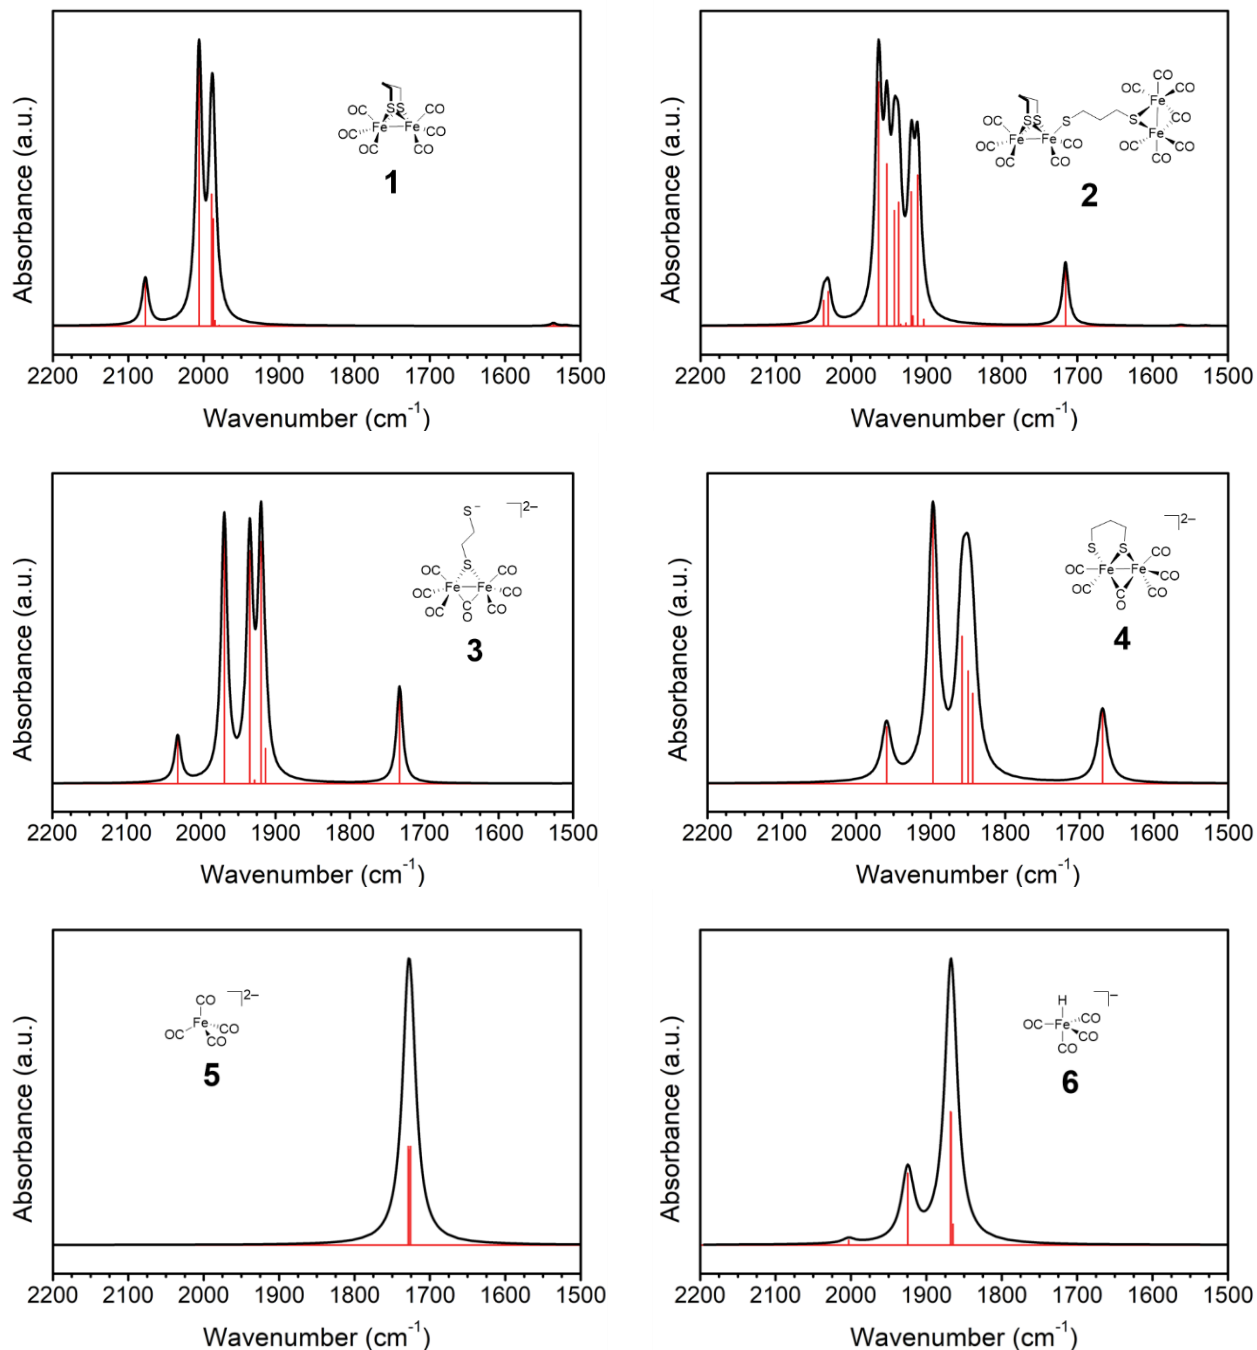 Absorbance (a.u.)
OC
S S
CO
OC Fe Fe CO
OC CO
1
2200 2100 2000 1900 1800 1700 1600 1500
Wavenumber (cm⁻¹)
Absorbance (a.u.)
CO
OC CO
OC Fe
S S S S CO
OC Fe Fe CO Fe
OC CO OC CO
CO
2
2200 2100 2000 1900 1800 1700 1600 1500
Wavenumber (cm⁻¹)
Absorbance (a.u.)
S⁻ 2−
S
OC CO
OC Fe Fe CO
OC C CO
O
3
2200 2100 2000 1900 1800 1700 1600 1500
Wavenumber (cm⁻¹)
Absorbance (a.u.)
2−
S S CO
OC Fe Fe CO
OC C CO
O
4
2200 2100 2000 1900 1800 1700 1600 1500
Wavenumber (cm⁻¹)
Absorbance (a.u.)
CO 2−
Fe
OC CO
CO
5
2200 2100 2000 1900 1800 1700 1600 1500
Wavenumber (cm⁻¹)
Absorbance (a.u.)
H −
OC Fe CO
CO
CO
6
2200 2100 2000 1900 1800 1700 1600 1500
Wavenumber (cm⁻¹)